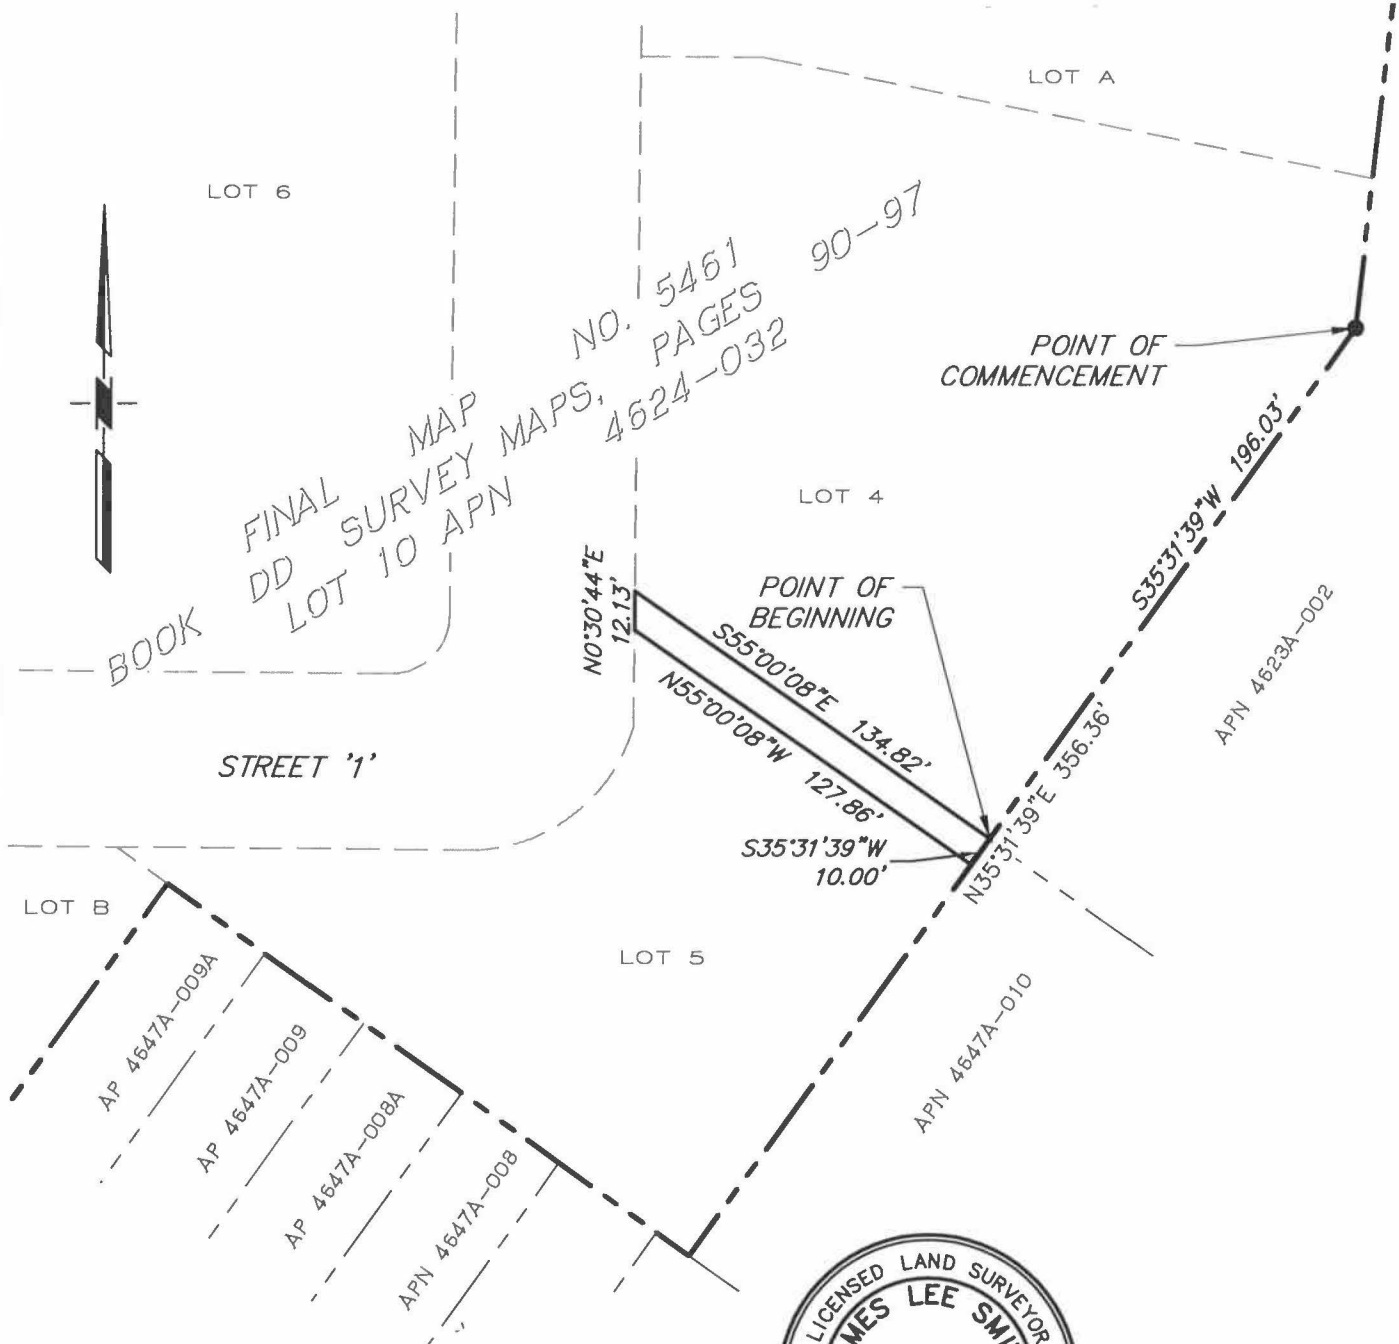 LOT A
LOT 6
FINAL MAP NO. 5461
BOOK DD SURVEY MAPS, PAGES 90-97
LOT 10 APN 4624-032
POINT OF
COMMENCEMENT
S35°31'39"W 196.03'
LOT 4
N0°30'44"E
12.13'
POINT OF
BEGINNING
S55°00'08"E 134.82'
N55°00'08"W 127.86'
S35°31'39"W
10.00'
N35°31'39"E 356.36'
APN 4623A-002
STREET '1'
LOT B
LOT 5
AP 4647A-009A
AP 4647A-009
AP 4647A-008A
APN 4647A-008
APN 4647A-010
LICENSED LAND SURVEYOR
LEE